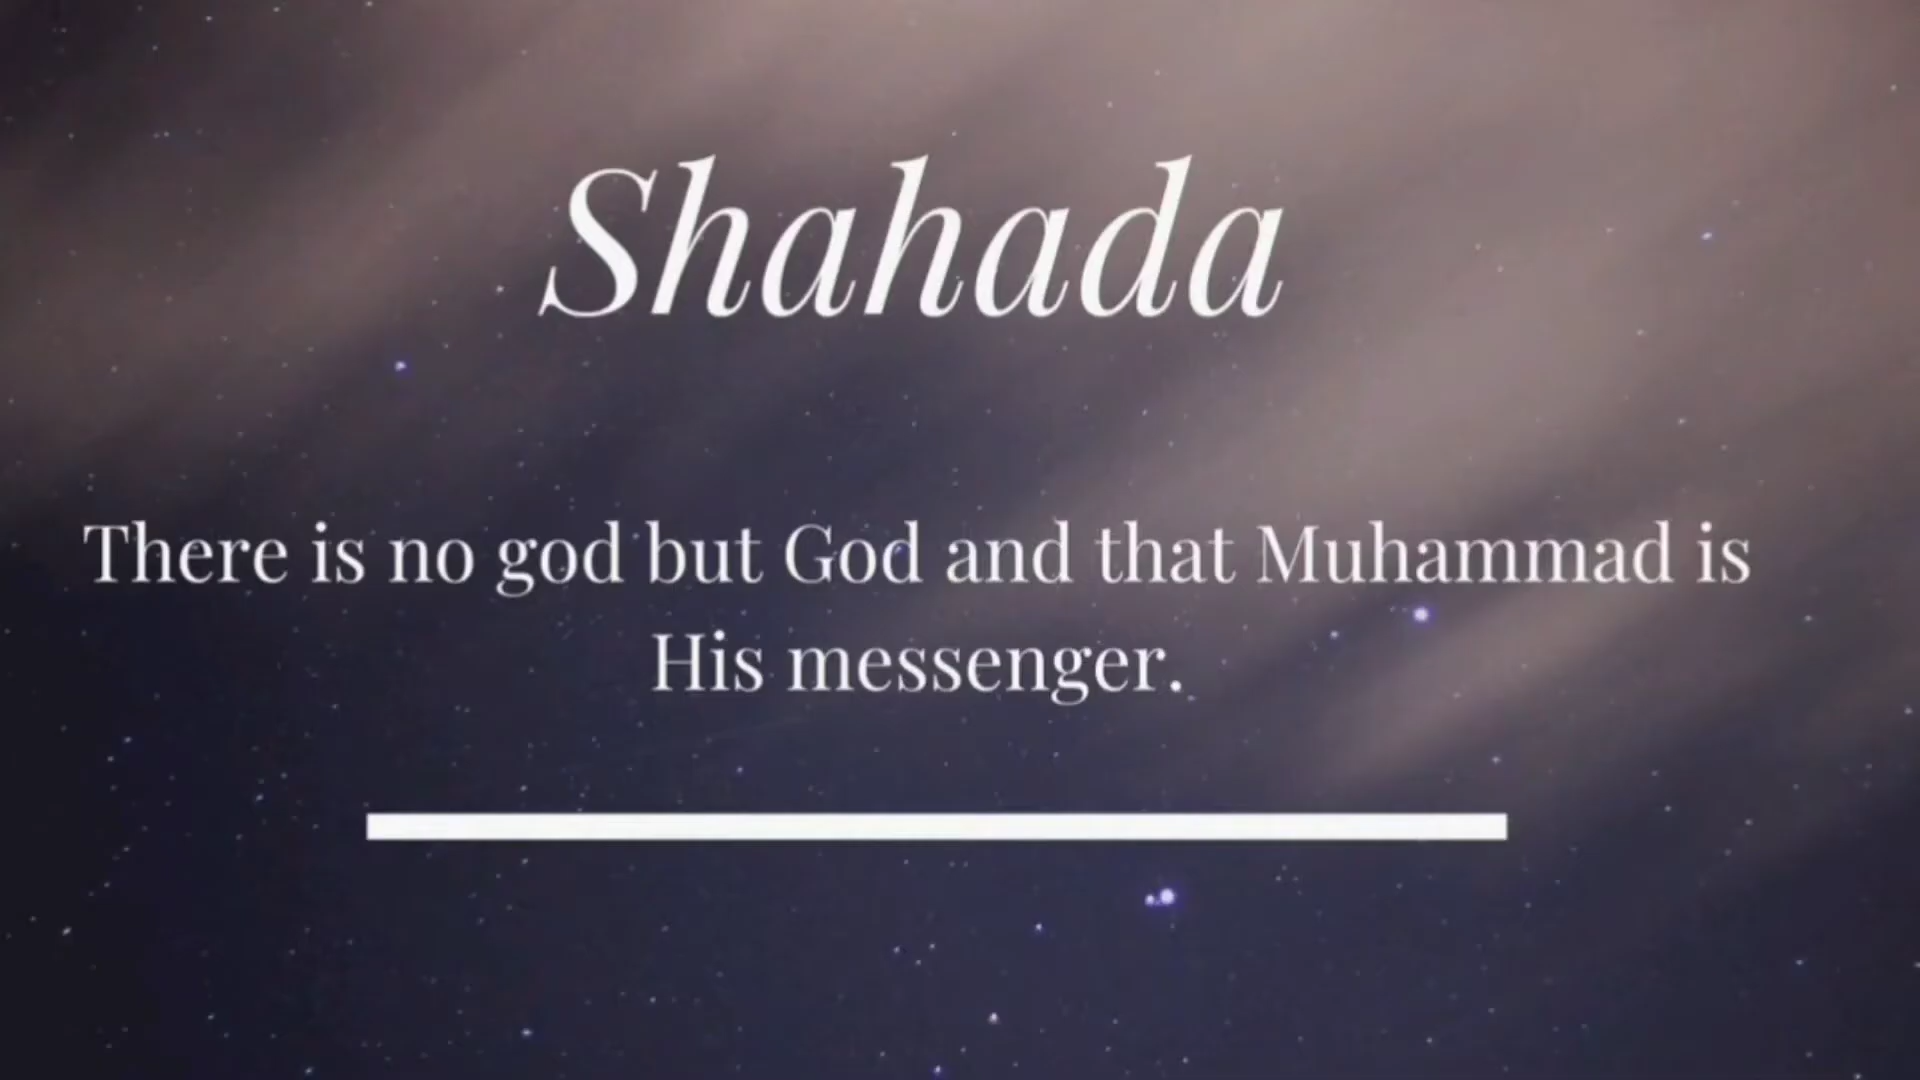 Shahada
There is no god but God and that Muhammad is
His messenger.